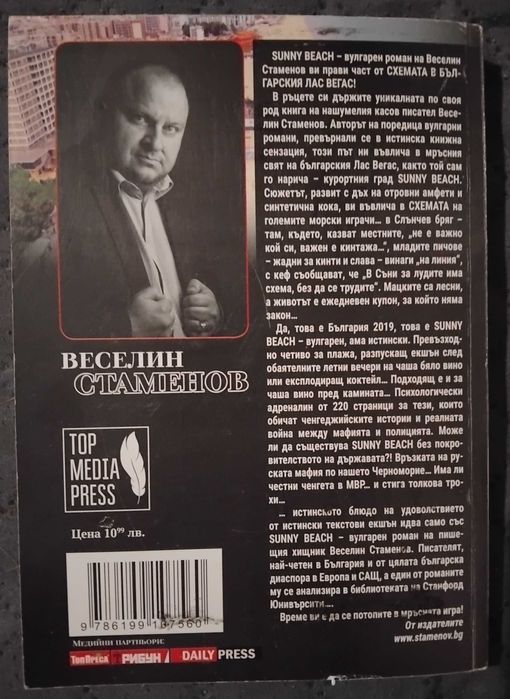 SUNNY BEACH – вулгарен роман на Веселин
Стаменов ви прави част от СХЕМАТА В БЪЛ-
ГАРСКИЯ ЛАС ВЕГАС!
В ръцете си държите уникалната по своя
род книга на нашумелия касов писател Весе-
лин Стаменов. Авторът на поредица вулгарни
романи, превърнали се в истинска книжна
сензация, този път ни въвлича в мръсния
свят на българския Лас Вегас, както той сам
го нарича – курортния град SUNNY BEACH.
Сюжетът, развит с дъх на отровни амфети и
синтетична кока, ви въвлича в СХЕМАТА на
големите морски играчи... в Слънчев бряг –
там, където, казват местните, „не е важно
кой си, важен е кинтажа...“, младите пичове
– жадни за кинти и слава – винаги „на линия“,
с кеф съобщават, че „В Съни за лудите има
схема, без да се трудите“. Мацките са лесни,
а животът е ежедневен купон, за който няма
закон...
Да, това е България 2019, това е SUNNY
BEACH – вулгарен, ама истински. Превъзход-
но четиво за плажа, разпускащ екшън след
обаятелните летни вечери на чаша бяло вино
или експлодиращ коктейл... Подходящ е и за
чаша вино пред камината... Психологически
адреналин от 220 страници за тези, които
обичат ченгеджийските истории и реалната
война между мафията и полицията. Може
ли да съществува SUNNY BEACH без покро-
вителството на държавата?! Връзката на ру-
ската мафия по нашето Черноморие... Има ли
честни ченгета в МВР... и стига толкова тро-
хи...
... истинското блюдо на удоволствието
от истински текстови екшън идва само със
SUNNY BEACH – вулгарен роман на пише-
щия хищник Веселин Стаменов. Писателят,
най-четен в България и от цялата българска
диаспора в Европа и САЩ, а един от романите
му се анализира в библиотеката на Станфорд
Юнивърсити....
Време ви е да се потопите в мръсната игра!
От издателите
www.stamenov.bg
ВЕСЕЛИН
СТАМЕНОВ
TOP
MEDIA
PRESS
Цена 10⁹⁹ лв.
9 786199 137560
МЕДИЙНИ ПАРТНЬОРИ:
ТопПреса ТРИБУНА DAILY PRESS